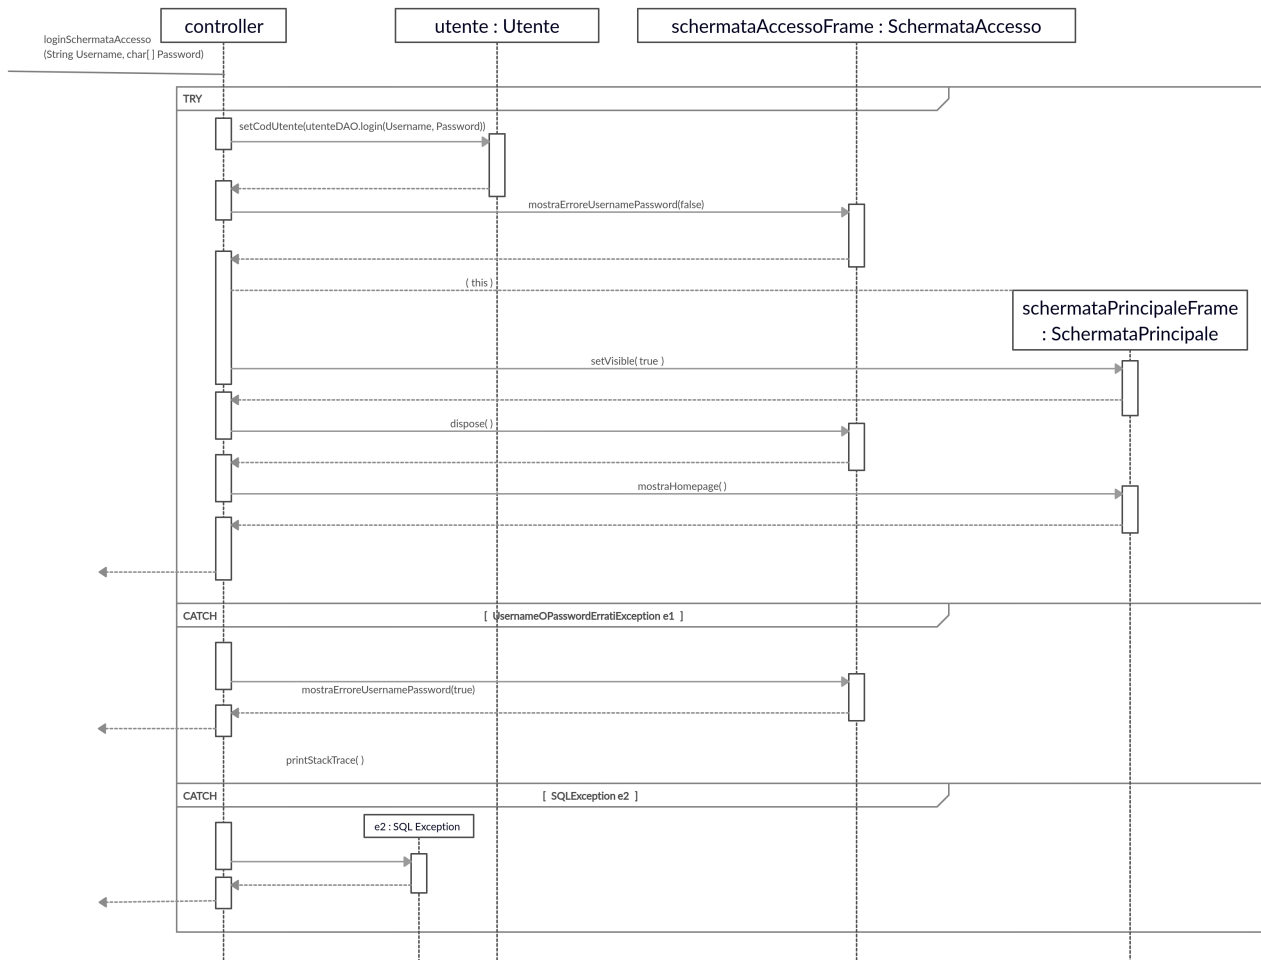 controller
utente : Utente
schermataAccessoFrame : SchermataAccesso
loginSchermataAccesso
(String Username, char[ ] Password)
TRY
setCodUtente(utenteDAO.login(Username, Password))
mostraErroreUsernamePassword(false)
( this )
schermataPrincipaleFrame
: SchermataPrincipale
setVisible( true )
dispose( )
mostraHomepage( )
CATCH
[ UsernameOPasswordErratiException e1 ]
mostraErroreUsernamePassword(true)
printStackTrace( )
CATCH
[ SQLException e2 ]
e2 : SQL Exception